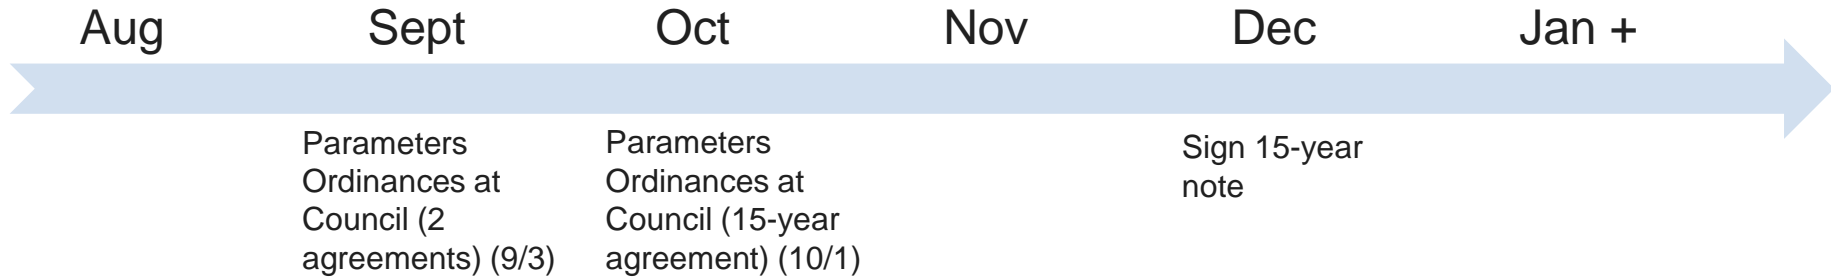 Aug Sept Oct Nov Dec Jan +
Parameters
Ordinances at
Council (2
agreements) (9/3)
Parameters
Ordinances at
Council (15-year
agreement) (10/1)
Sign 15-year
note